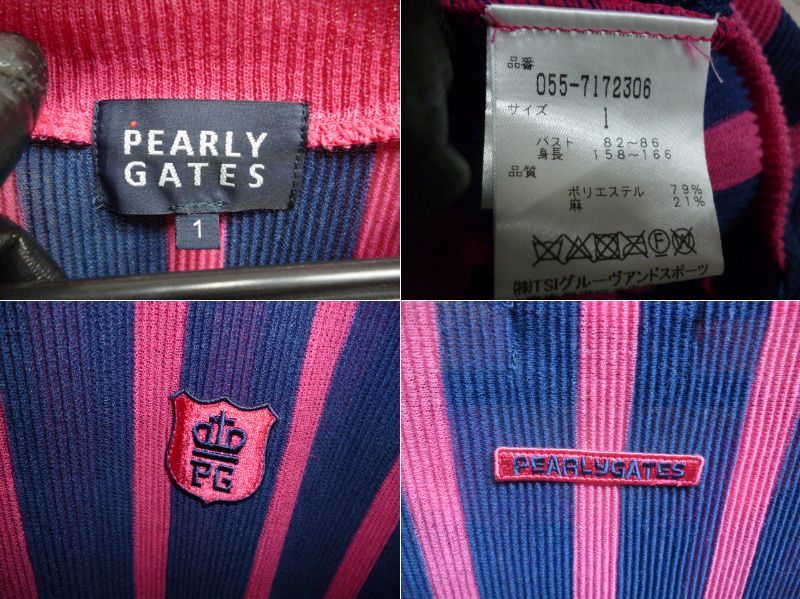 PEARLY
GATES
1
品番
055-7172306
サイズ
1
バスト 82~86
身長 158~166
品質
ポリエステル 79%
麻 21%
F W
㈱TSIグルーヴアンドスポーツ
PG
PEARLYGATES